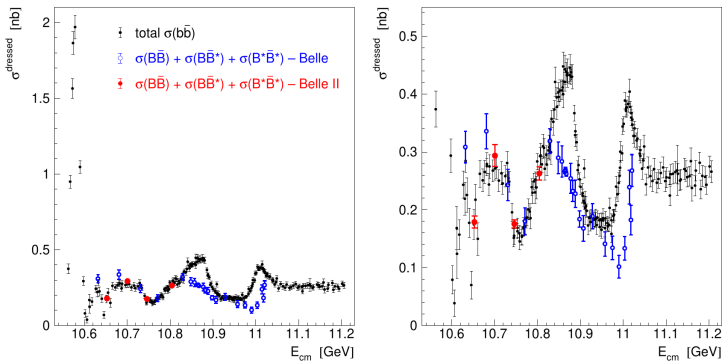 σ^dressed [nb]
2
1.5
1
0.5
0
total σ(bb̄)
σ(BB̄) + σ(BB̄*) + σ(B*B̄*) – Belle
σ(BB̄) + σ(BB̄*) + σ(B*B̄*) – Belle II
10.6 10.7 10.8 10.9 11 11.1 11.2
E_cm [GeV]
σ^dressed [nb]
0.5
0.4
0.3
0.2
0.1
0
10.6 10.7 10.8 10.9 11 11.1 11.2
E_cm [GeV]